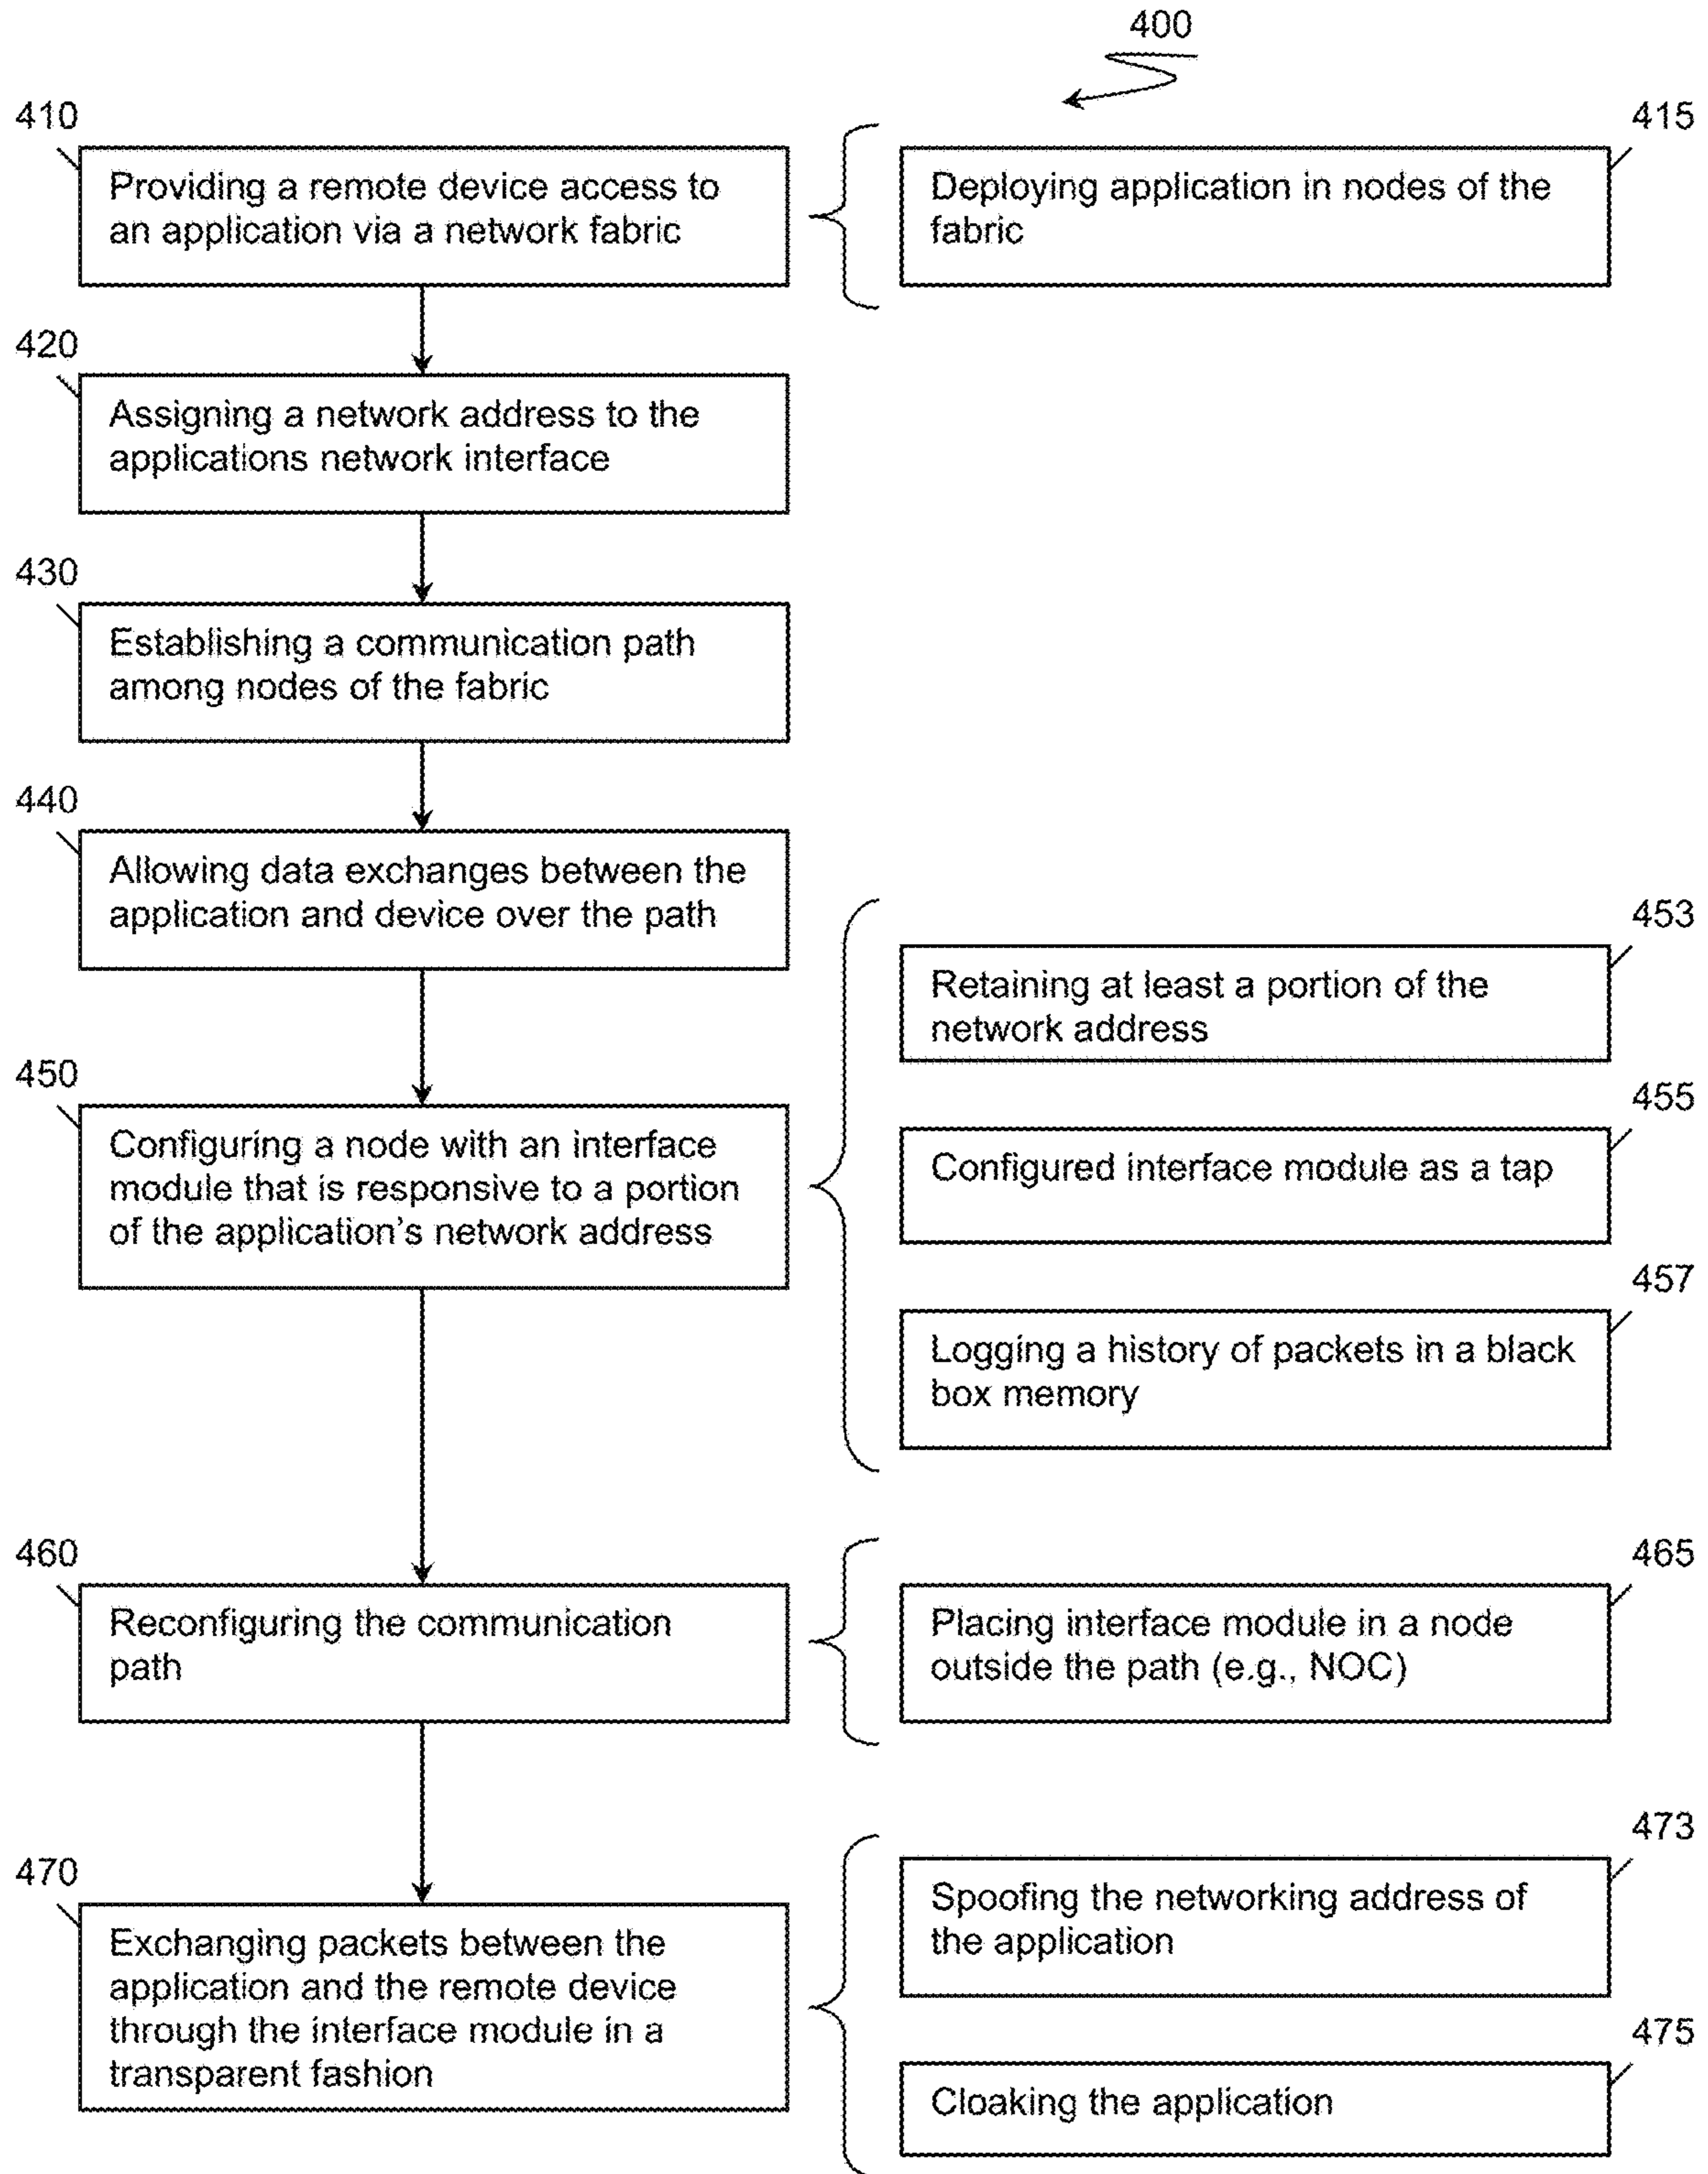 400
410
Providing a remote device access to
an application via a network fabric
415
Deploying application in nodes of the
fabric
420
Assigning a network address to the
applications network interface
430
Establishing a communication path
among nodes of the fabric
440
Allowing data exchanges between the
application and device over the path
450
Configuring a node with an interface
module that is responsive to a portion
of the application's network address
453
Retaining at least a portion of the
network address
455
Configured interface module as a tap
457
Logging a history of packets in a black
box memory
460
Reconfiguring the communication
path
465
Placing interface module in a node
outside the path (e.g., NOC)
470
Exchanging packets between the
application and the remote device
through the interface module in a
transparent fashion
473
Spoofing the networking address of
the application
475
Cloaking the application